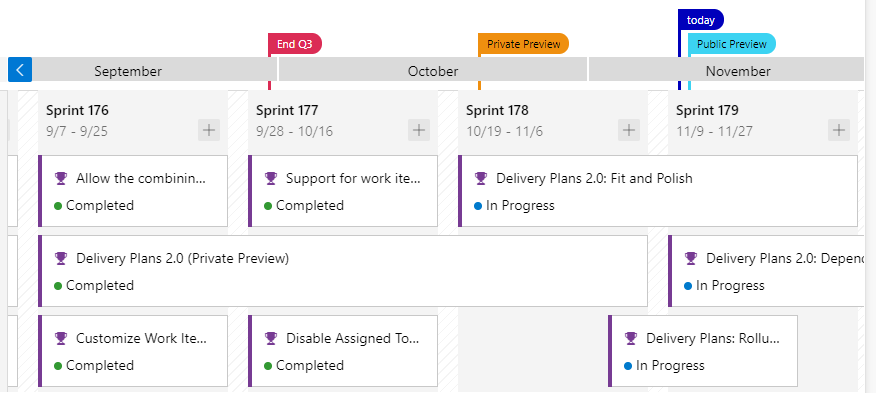 today
End Q3
Private Preview
Public Preview
September
October
November
Sprint 176
9/7 - 9/25
Sprint 177
9/28 - 10/16
Sprint 178
10/19 - 11/6
Sprint 179
11/9 - 11/27
Allow the combinin...
Completed
Support for work ite...
Completed
Delivery Plans 2.0: Fit and Polish
In Progress
Delivery Plans 2.0 (Private Preview)
Completed
Delivery Plans 2.0: Depend
In Progress
Customize Work Ite...
Completed
Disable Assigned To...
Completed
Delivery Plans: Rollu...
In Progress